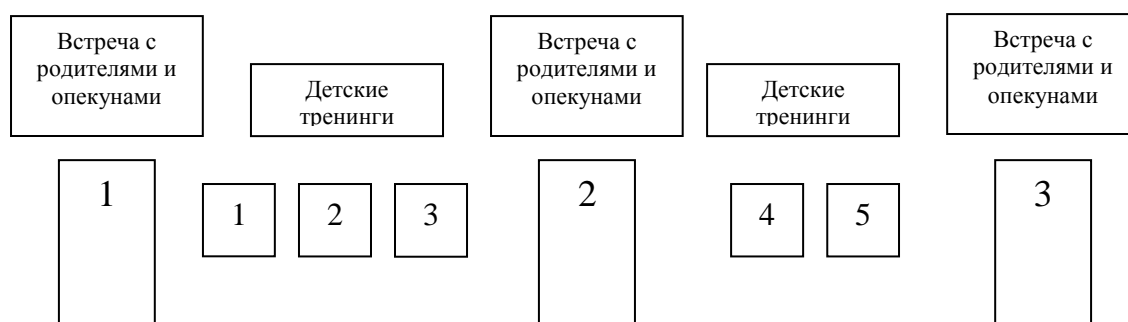 Встреча с
родителями и
опекунами
Детские
тренинги
Встреча с
родителями и
опекунами
Детские
тренинги
Встреча с
родителями и
опекунами
1
1
2
3
2
4
5
3